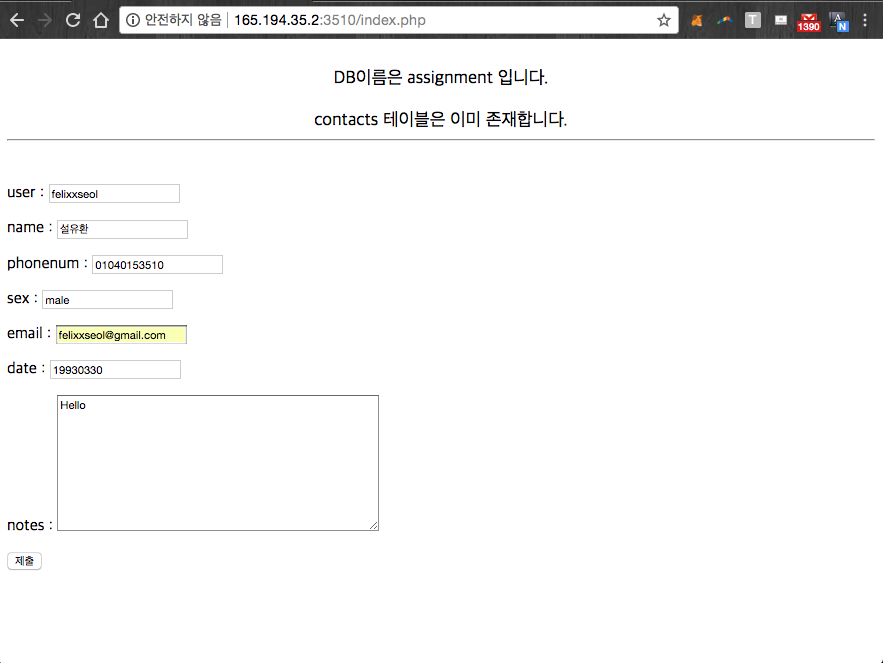 안전하지 않음 165.194.35.2:3510/index.php
T
1390
A
N
DB이름은 assignment 입니다.
contacts 테이블은 이미 존재합니다.
user : felixxseol
name : 설유환
phonenum : 01040153510
sex : male
email : felixxseol@gmail.com
date : 19930330
Hello
notes :
제출